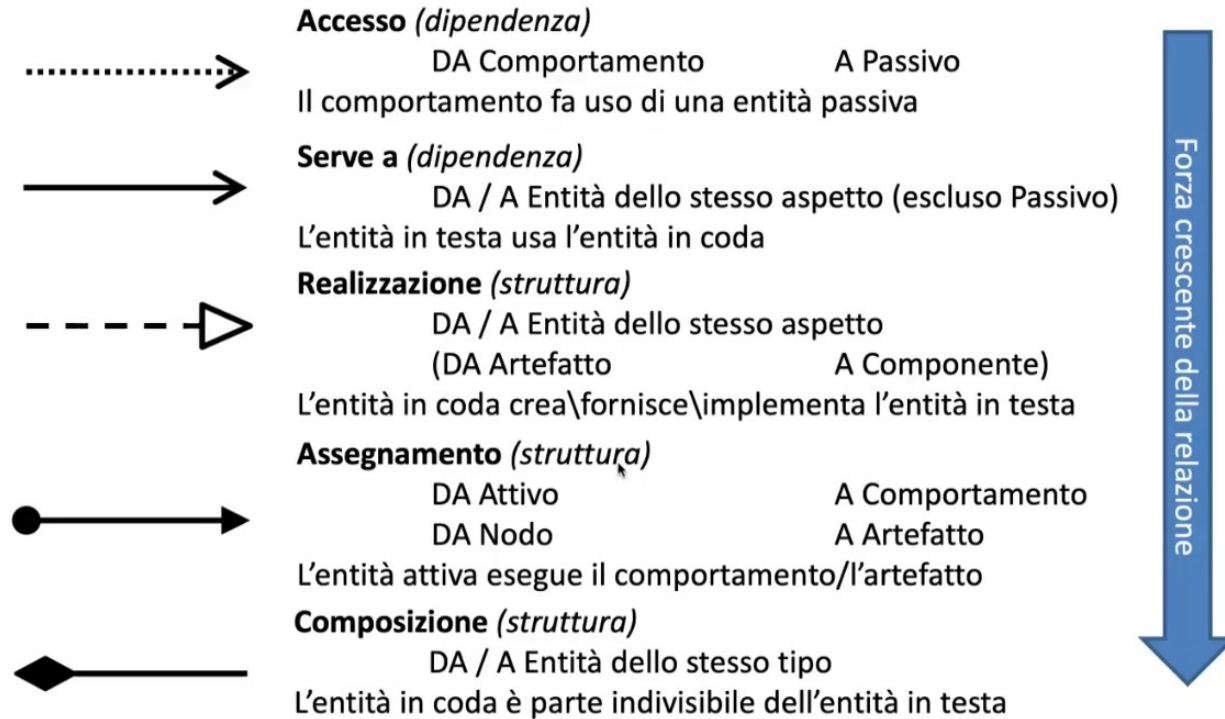 Accesso (dipendenza)
DA Comportamento A Passivo
Il comportamento fa uso di una entità passiva
Serve a (dipendenza)
DA / A Entità dello stesso aspetto (escluso Passivo)
L'entità in testa usa l'entità in coda
Realizzazione (struttura)
DA / A Entità dello stesso aspetto
(DA Artefatto A Componente)
L'entità in coda crea\fornisce\implementa l'entità in testa
Assegnamento (struttura)
DA Attivo A Comportamento
DA Nodo A Artefatto
L'entità attiva esegue il comportamento/l'artefatto
Composizione (struttura)
DA / A Entità dello stesso tipo
L'entità in coda è parte indivisibile dell'entità in testa
Forza crescente della relazione